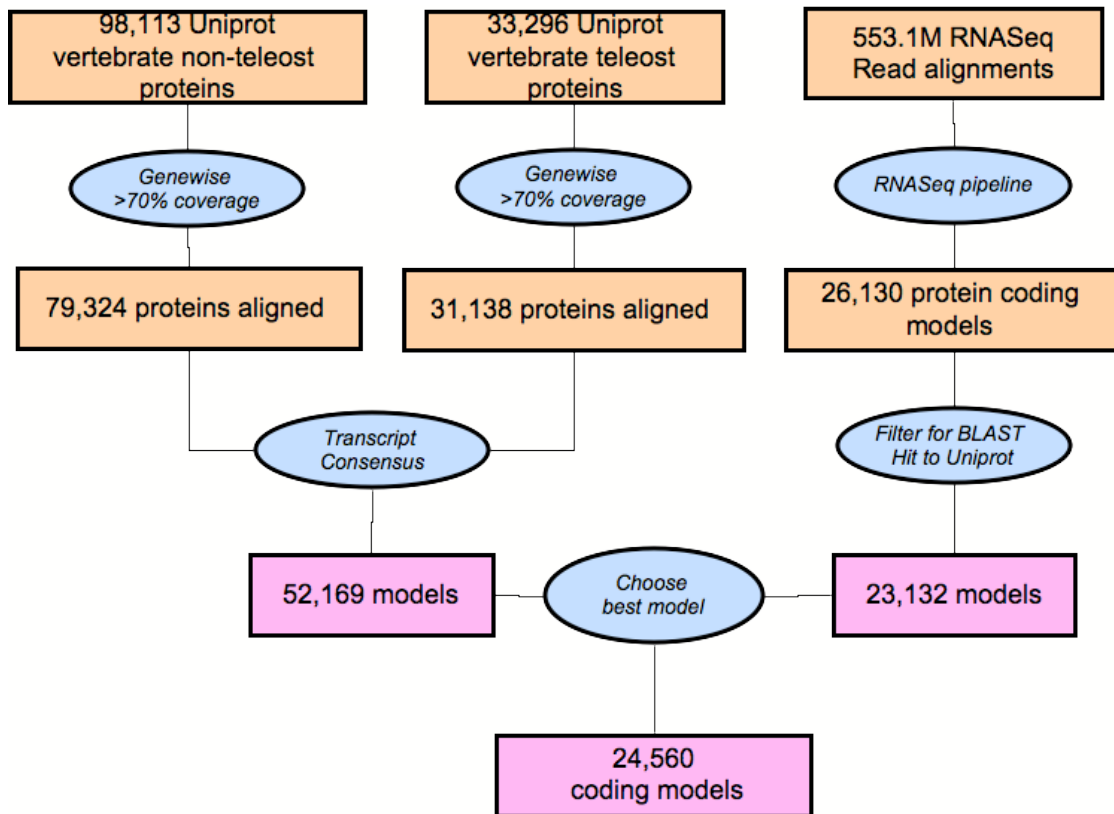 98,113 Uniprot
vertebrate non-teleost
proteins
33,296 Uniprot
vertebrate teleost
proteins
553.1M RNASeq
Read alignments
Genewise
>70% coverage
Genewise
>70% coverage
RNASeq pipeline
79,324 proteins aligned
31,138 proteins aligned
26,130 protein coding
models
Transcript
Consensus
Filter for BLAST
Hit to Uniprot
52,169 models
Choose
best model
23,132 models
24,560
coding models